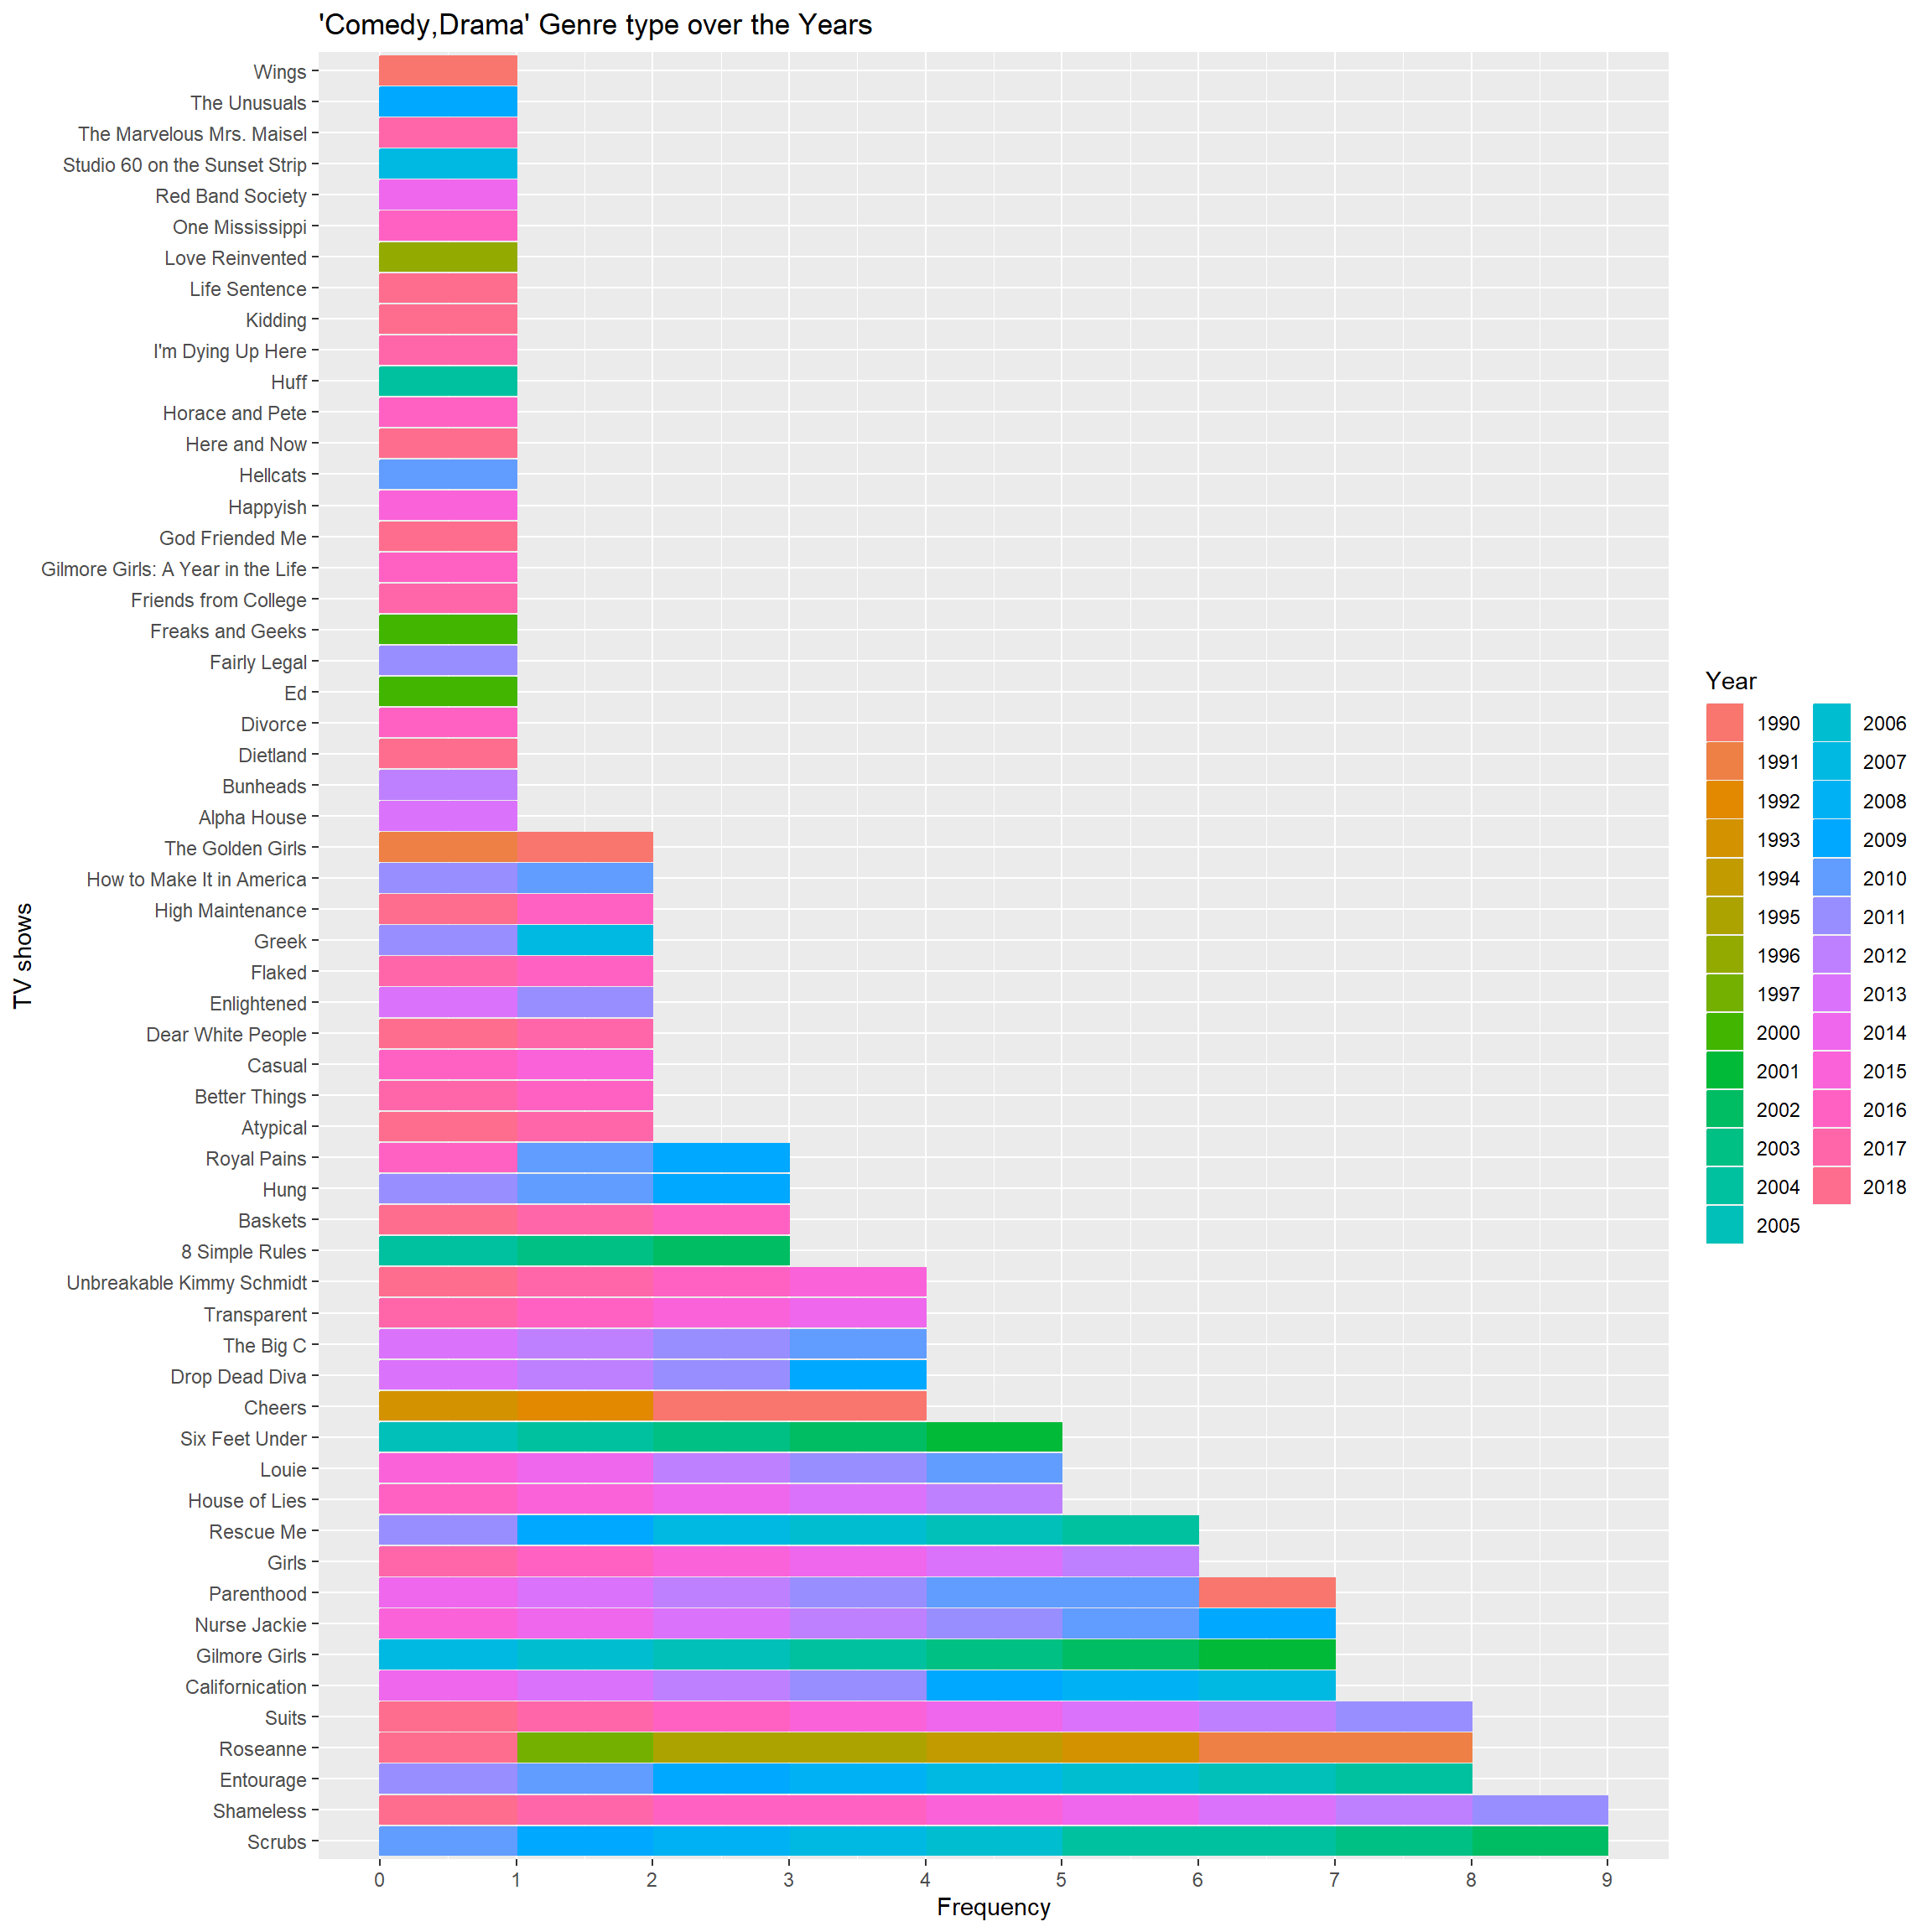 'Comedy,Drama' Genre type over the Years
Wings
The Unusuals
The Marvelous Mrs. Maisel
Studio 60 on the Sunset Strip
Red Band Society
One Mississippi
Love Reinvented
Life Sentence
Kidding
I'm Dying Up Here
Huff
Horace and Pete
Here and Now
Hellcats
Happyish
God Friended Me
Gilmore Girls: A Year in the Life
Friends from College
Freaks and Geeks
Fairly Legal
Ed
Divorce
Dietland
Bunheads
Alpha House
The Golden Girls
How to Make It in America
High Maintenance
Greek
Flaked
Enlightened
Dear White People
Casual
Better Things
Atypical
Royal Pains
Hung
Baskets
8 Simple Rules
Unbreakable Kimmy Schmidt
Transparent
The Big C
Drop Dead Diva
Cheers
Six Feet Under
Louie
House of Lies
Rescue Me
Girls
Parenthood
Nurse Jackie
Gilmore Girls
Californication
Suits
Roseanne
Entourage
Shameless
Scrubs
TV shows
0 1 2 3 4 5 6 7 8 9
Frequency
Year
1990 2006
1991 2007
1992 2008
1993 2009
1994 2010
1995 2011
1996 2012
1997 2013
2000 2014
2001 2015
2002 2016
2003 2017
2004 2018
2005